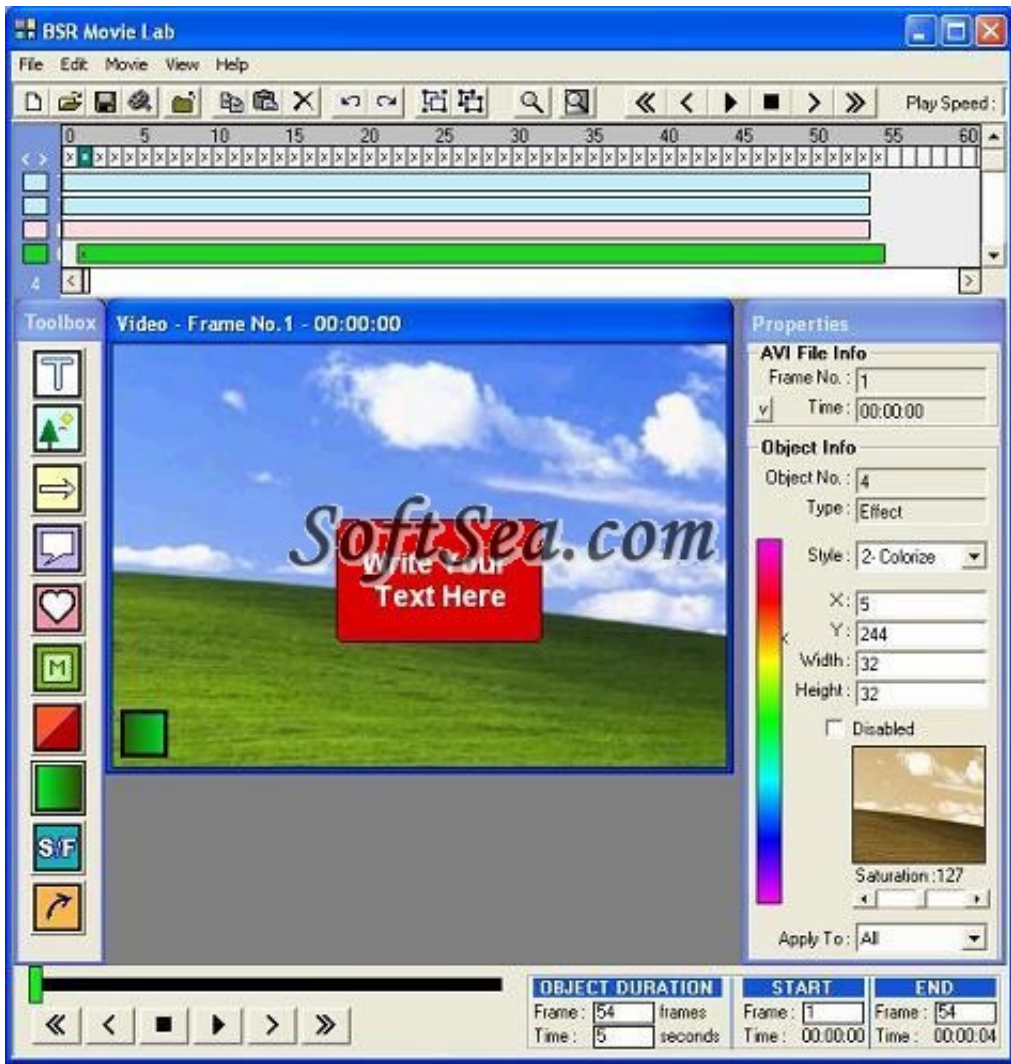 BSR Movie Lab
File Edit Movie View Help
Play Speed :
0 5 10 15 20 25 30 35 40 45 50 55 60
4
Toolbox
Video - Frame No.1 - 00:00:00
Properties
T
M
S/F
AVI File Info
Frame No. : 1
v Time : 00:00:00
Object Info
Object No. : 4
Type : Effect
Style : 2- Colorize
X : 5
Y : 244
Width : 32
Height : 32
Disabled
Saturation :127
Apply To : All
SoftSea.com
Write Your
Text Here
OBJECT DURATION START END
Frame : 54 frames Frame : 1 Frame : 54
Time : 5 seconds Time : 00:00:00 Time : 00:00:04